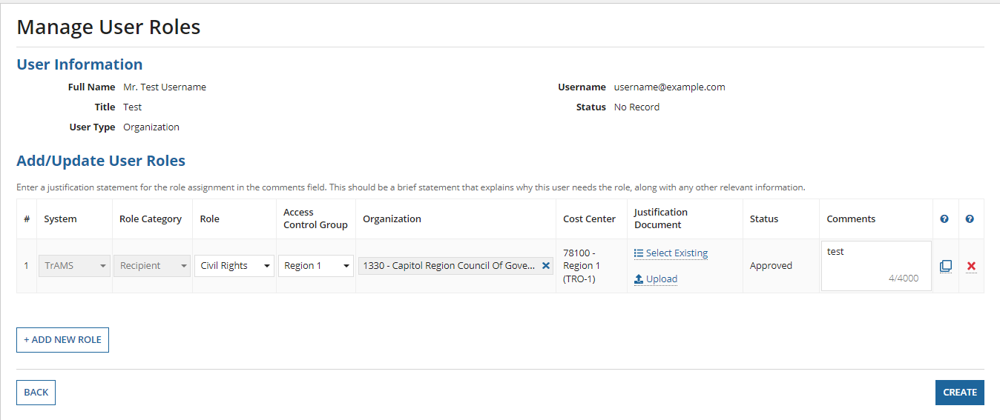 Manage User Roles
User Information
Full Name Mr. Test Username
Username username@example.com
Title Test
Status No Record
User Type Organization
Add/Update User Roles
Enter a justification statement for the role assignment in the comments field. This should be a brief statement that explains why this user needs the role, along with any other relevant information.
# System Role Category Role Access Control Group Organization Cost Center Justification Document Status Comments ? ?
1 TrAMS Recipient Civil Rights Region 1 1330 - Capitol Region Council Of Gove... 78100 - Region 1 (TRO-1) Select Existing Upload Approved test
4/4000
+ ADD NEW ROLE
BACK
CREATE